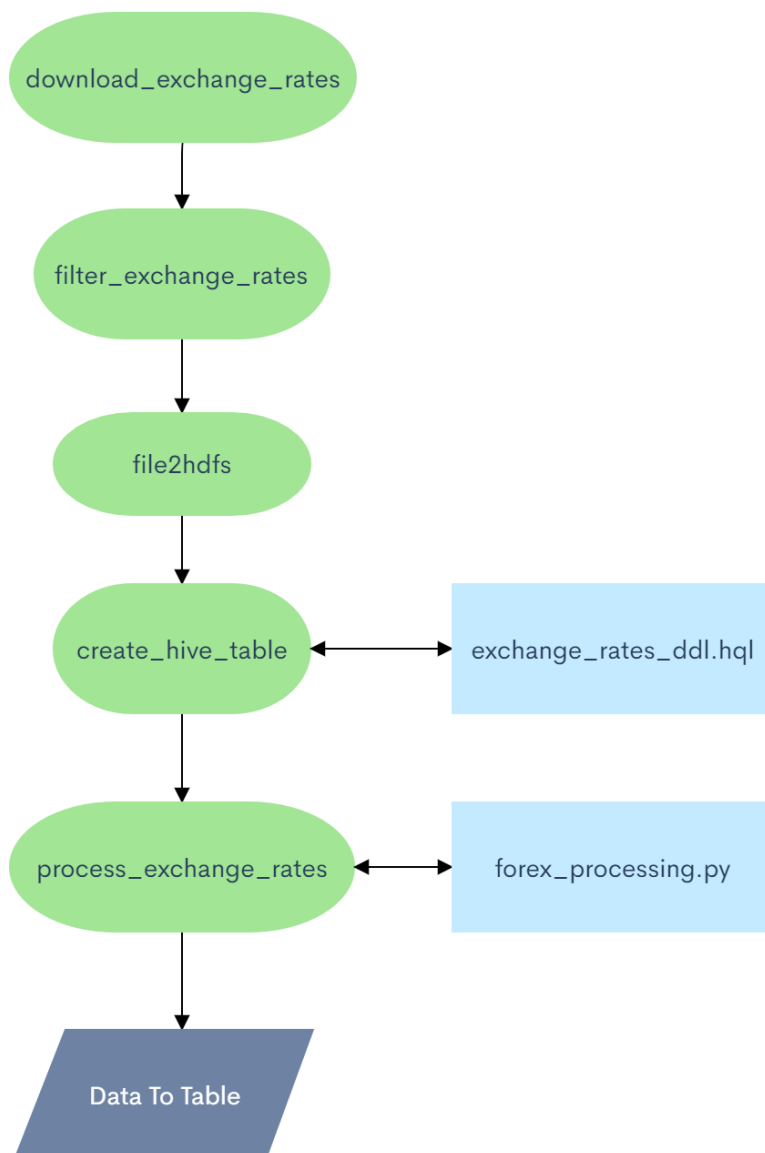 download_exchange_rates
filter_exchange_rates
file2hdfs
create_hive_table
exchange_rates_ddl.hql
process_exchange_rates
forex_processing.py
Data To Table